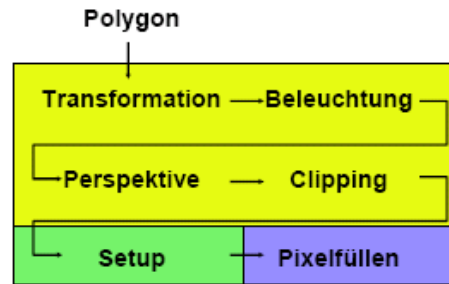 Polygon
Transformation Beleuchtung
Perspektive Clipping
Setup Pixelfüllen